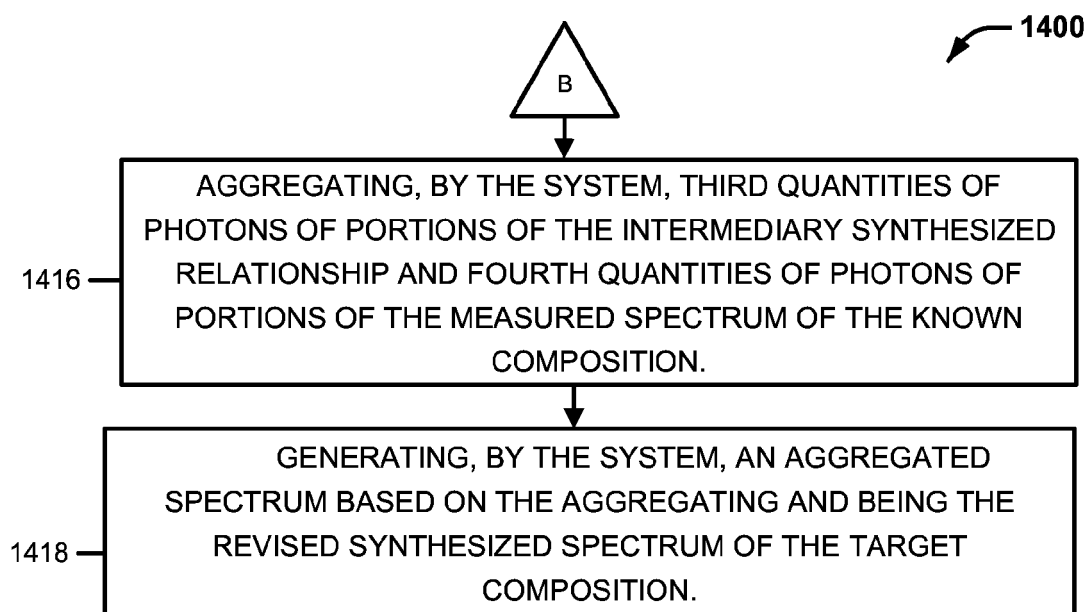 1400
B
AGGREGATING, BY THE SYSTEM, THIRD QUANTITIES OF
PHOTONS OF PORTIONS OF THE INTERMEDIARY SYNTHESIZED
RELATIONSHIP AND FOURTH QUANTITIES OF PHOTONS OF
PORTIONS OF THE MEASURED SPECTRUM OF THE KNOWN
COMPOSITION.
1416
GENERATING, BY THE SYSTEM, AN AGGREGATED
SPECTRUM BASED ON THE AGGREGATING AND BEING THE
REVISED SYNTHESIZED SPECTRUM OF THE TARGET
COMPOSITION.
1418